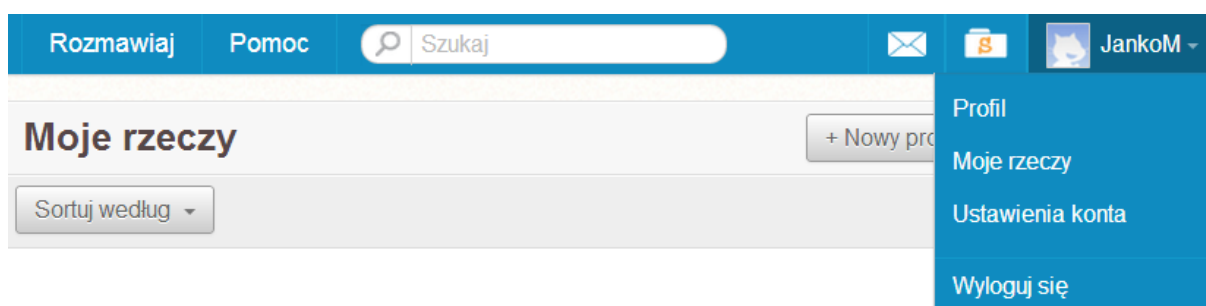 Rozmawiaj Pomoc Szukaj S JankoM
Moje rzeczy
+ Nowy pro
Sortuj według
Profil
Moje rzeczy
Ustawienia konta
Wyloguj się